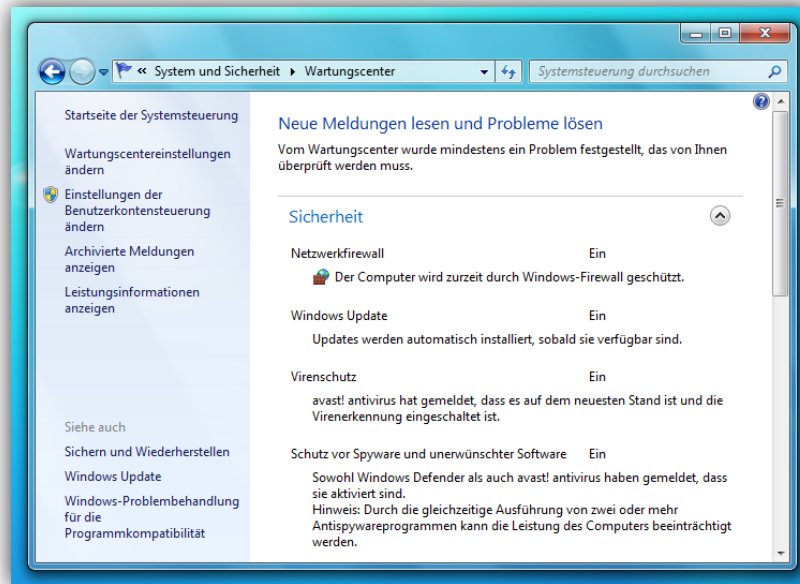 « System und Sicherheit ▸ Wartungscenter
Systemsteuerung durchsuchen
Startseite der Systemsteuerung
Wartungscentereinstellungen
ändern
Einstellungen der
Benutzerkontensteuerung
ändern
Archivierte Meldungen
anzeigen
Leistungsinformationen
anzeigen
Siehe auch
Sichern und Wiederherstellen
Windows Update
Windows-Problembehandlung
für die
Programmkompatibilität
Neue Meldungen lesen und Probleme lösen
Vom Wartungscenter wurde mindestens ein Problem festgestellt, das von Ihnen
überprüft werden muss.
Sicherheit
Netzwerkfirewall Ein
Der Computer wird zurzeit durch Windows-Firewall geschützt.
Windows Update Ein
Updates werden automatisch installiert, sobald sie verfügbar sind.
Virenschutz Ein
avast! antivirus hat gemeldet, dass es auf dem neuesten Stand ist und die
Virenerkennung eingeschaltet ist.
Schutz vor Spyware und unerwünschter Software Ein
Sowohl Windows Defender als auch avast! antivirus haben gemeldet, dass
sie aktiviert sind.
Hinweis: Durch die gleichzeitige Ausführung von zwei oder mehr
Antispywareprogrammen kann die Leistung des Computers beeinträchtigt
werden.